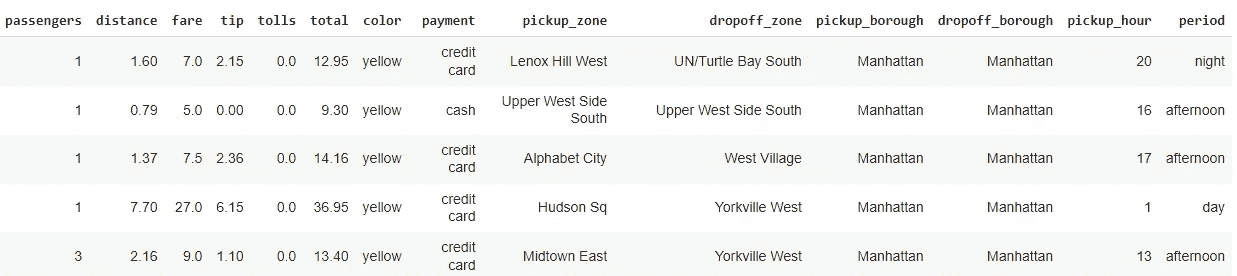 passengers distance fare tip tolls total color payment pickup_zone dropoff_zone pickup_borough dropoff_borough pickup_hour period
1 1.60 7.0 2.15 0.0 12.95 yellow credit card Lenox Hill West UN/Turtle Bay South Manhattan Manhattan 20 night
1 0.79 5.0 0.00 0.0 9.30 yellow cash Upper West Side South Upper West Side South Manhattan Manhattan 16 afternoon
1 1.37 7.5 2.36 0.0 14.16 yellow credit card Alphabet City West Village Manhattan Manhattan 17 afternoon
1 7.70 27.0 6.15 0.0 36.95 yellow credit card Hudson Sq Yorkville West Manhattan Manhattan 1 day
3 2.16 9.0 1.10 0.0 13.40 yellow credit card Midtown East Yorkville West Manhattan Manhattan 13 afternoon